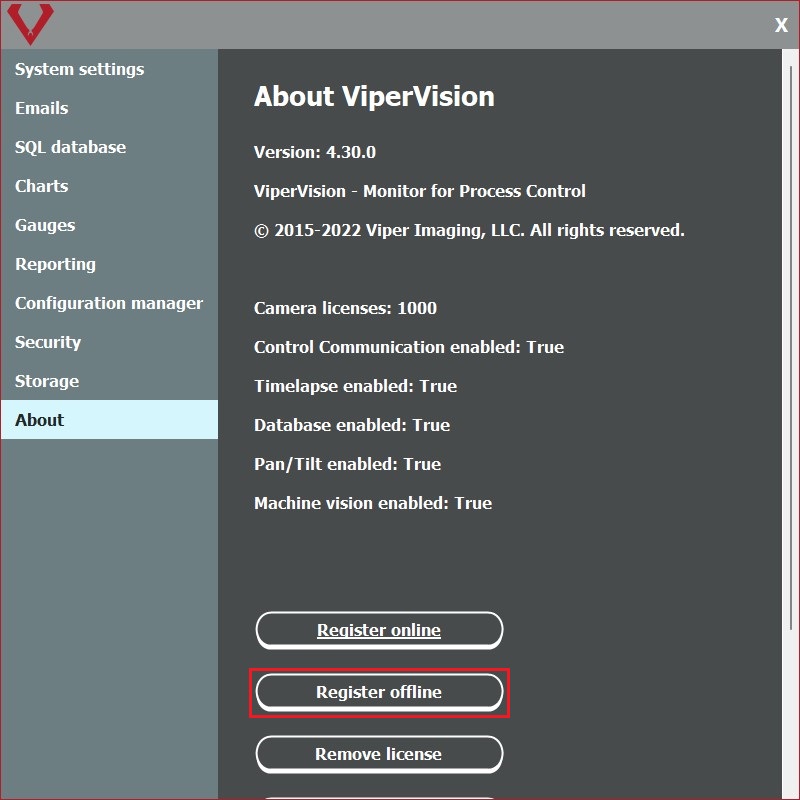 X
System settings
Emails
SQL database
Charts
Gauges
Reporting
Configuration manager
Security
Storage
About
About ViperVision
Version: 4.30.0
ViperVision - Monitor for Process Control
© 2015-2022 Viper Imaging, LLC. All rights reserved.
Camera licenses: 1000
Control Communication enabled: True
Timelapse enabled: True
Database enabled: True
Pan/Tilt enabled: True
Machine vision enabled: True
Register online
Register offline
Remove license